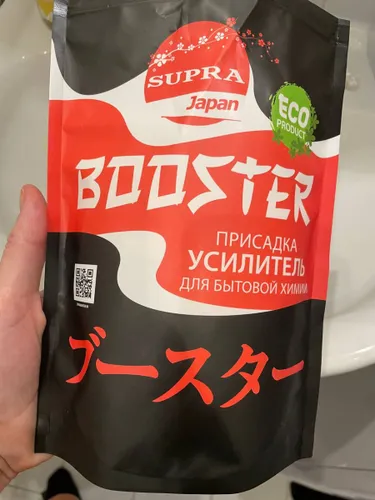 SUPRA
Japan
ECO
PRODUCT
BOOSTER
ПРИСАДКА
УСИЛИТЕЛЬ
ДЛЯ БЫТОВОЙ ХИМИИ
ブースター